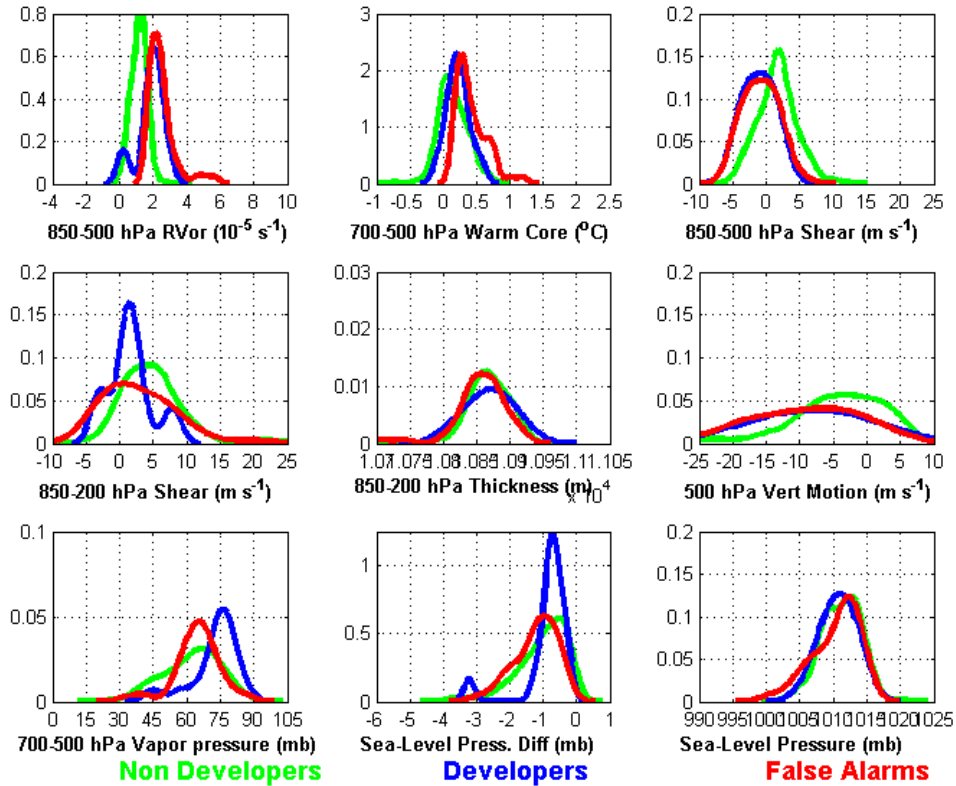 0.8
0.6
0.4
0.2
0
-4 -2 0 2 4 6 8 10
850-500 hPa RVor (10⁻⁵ s⁻¹)
3
2
1
0
-1 -0.5 0 0.5 1 1.5 2 2.5
700-500 hPa Warm Core (°C)
0.2
0.15
0.1
0.05
0
-10 -5 0 5 10 15 20 25
850-500 hPa Shear (m s⁻¹)
0.2
0.15
0.1
0.05
0
-10 -5 0 5 10 15 20 25
850-200 hPa Shear (m s⁻¹)
0.03
0.02
0.01
0
1.07 1.075 1.08 1.085 1.09 1.095 1.1 1.105
850-200 hPa Thickness (m)
x 10⁴
0.2
0.15
0.1
0.05
0
-25 -20 -15 -10 -5 0 5 10
500 hPa Vert Motion (m s⁻¹)
0.1
0.05
0
0 15 30 45 60 75 90 105
700-500 hPa Vapor pressure (mb)
1
0.5
0
-6 -5 -4 -3 -2 -1 0 1
Sea-Level Press. Diff (mb)
0.2
0.15
0.1
0.05
0
990 995 1000 1005 1010 1015 1020 1025
Sea-Level Pressure (mb)
Non Developers
Developers
False Alarms